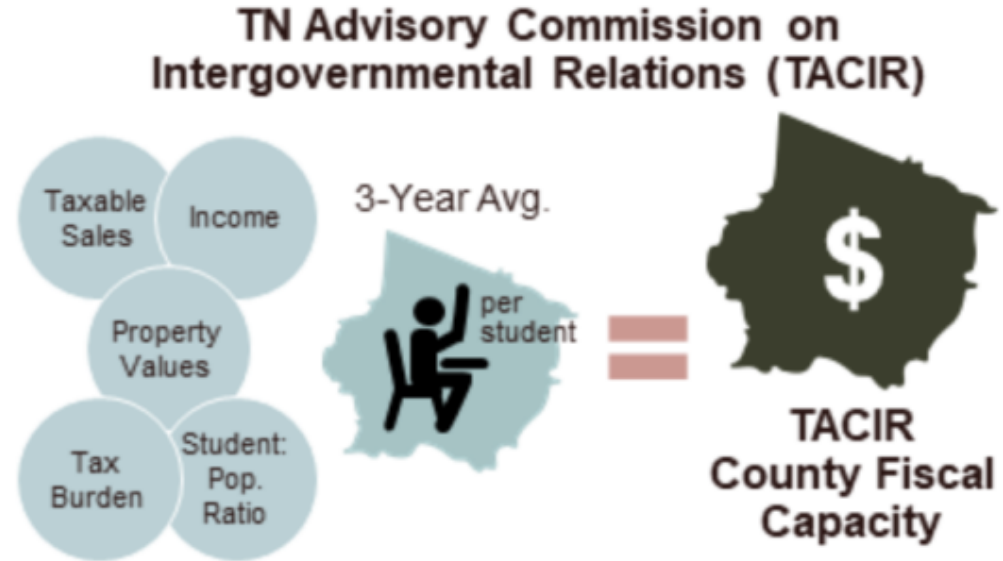 TN Advisory Commission on
Intergovernmental Relations (TACIR)
Taxable
Sales
Income
Property
Values
Tax
Burden
Student:
Pop.
Ratio
3-Year Avg.
per
student
=
$
TACIR
County Fiscal
Capacity